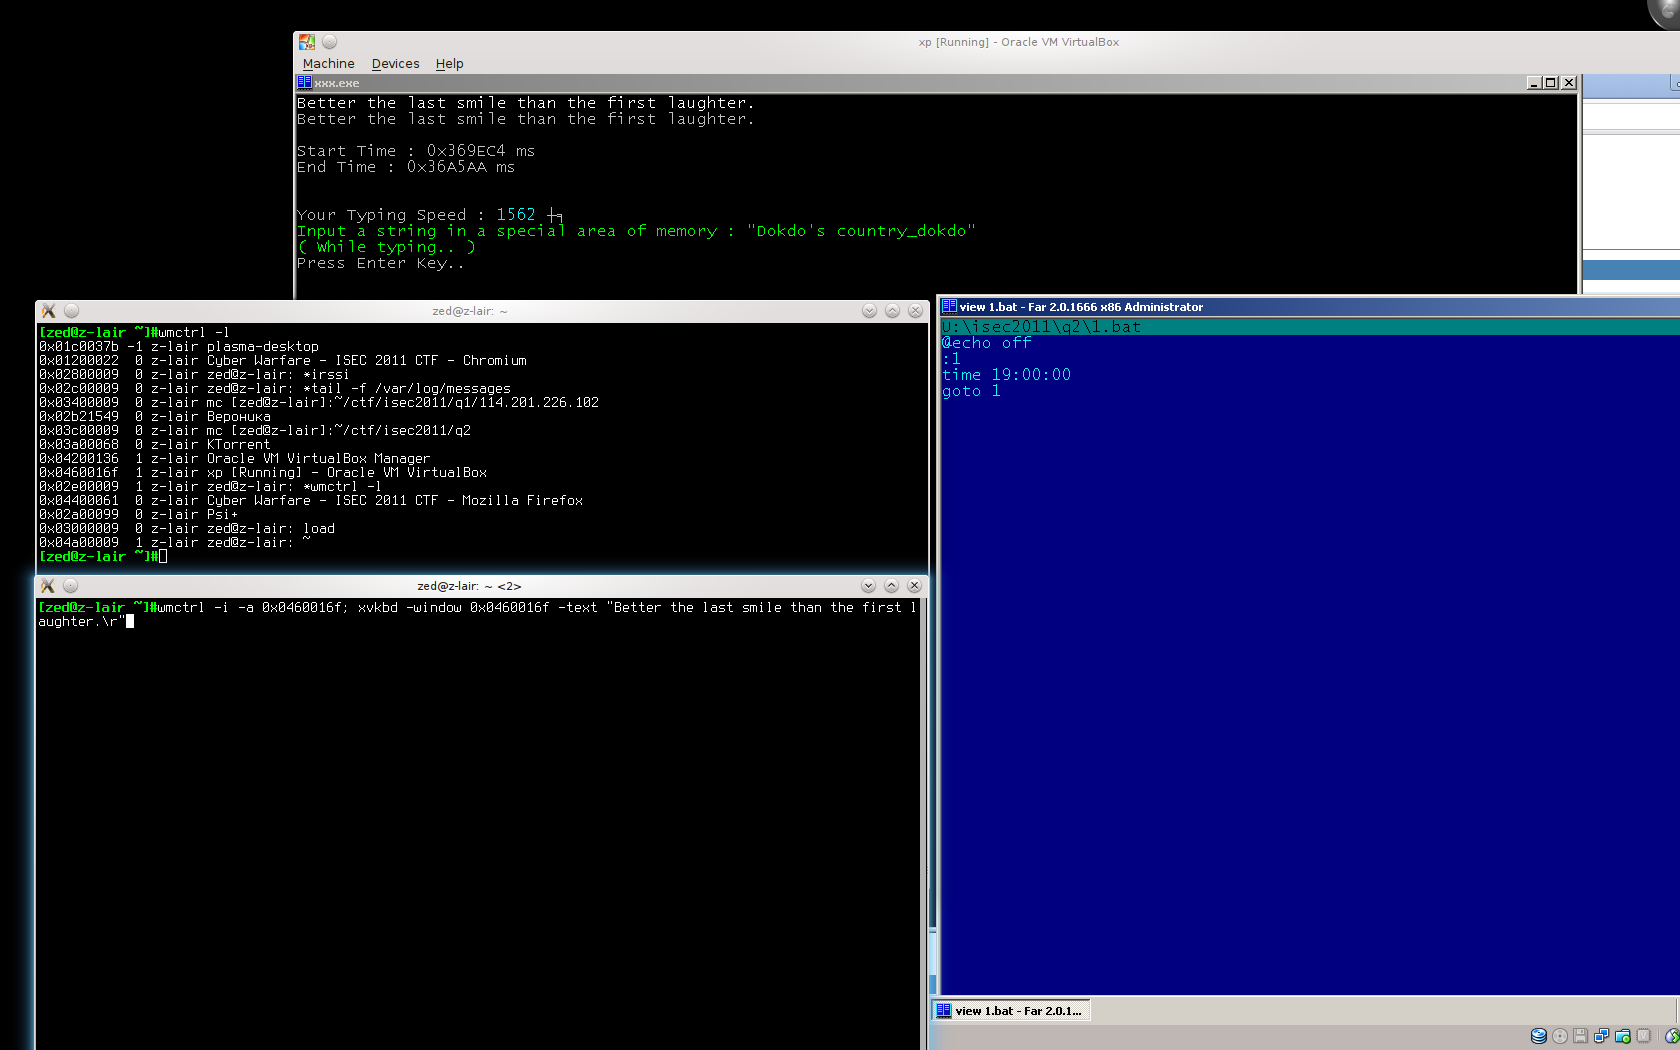 xp [Running] - Oracle VM VirtualBox
Machine Devices Help
xxx.exe
Better the last smile than the first laughter.
Better the last smile than the first laughter.
Start Time : 0x369EC4 ms
End Time : 0x36A5AA ms
Your Typing Speed : 1562 ┼╕
Input a string in a special area of memory : "Dokdo's country_dokdo"
( While typing.. )
Press Enter Key..
zed@z-lair: ~
[zed@z-lair ~]#wmctrl -l
0x01c0037b -1 z-lair plasma-desktop
0x01200022  0 z-lair Cyber Warfare - ISEC 2011 CTF - Chromium
0x02800009  0 z-lair zed@z-lair: *irssi
0x02c00009  0 z-lair zed@z-lair: *tail -f /var/log/messages
0x03400009  0 z-lair mc [zed@z-lair]:~/ctf/isec2011/q1/114.201.226.102
0x02b21549  0 z-lair Вероника
0x03c00009  0 z-lair mc [zed@z-lair]:~/ctf/isec2011/q2
0x03a00068  0 z-lair KTorrent
0x04200136  1 z-lair Oracle VM VirtualBox Manager
0x0460016f  1 z-lair xp [Running] - Oracle VM VirtualBox
0x02e00009  1 z-lair zed@z-lair: *wmctrl -l
0x04400061  0 z-lair Cyber Warfare - ISEC 2011 CTF - Mozilla Firefox
0x02a00099  0 z-lair Psi+
0x03000009  0 z-lair zed@z-lair: load
0x04a00009  1 z-lair zed@z-lair: ~
[zed@z-lair ~]#
zed@z-lair: ~ <2>
[zed@z-lair ~]#wmctrl -i -a 0x0460016f; xvkbd -window 0x0460016f -text "Better the last smile than the first l
aughter.\r"
view 1.bat - Far 2.0.1666 x86 Administrator
U:\isec2011\q2\1.bat
@echo off
:1
time 19:00:00
goto 1
view 1.bat - Far 2.0.1...